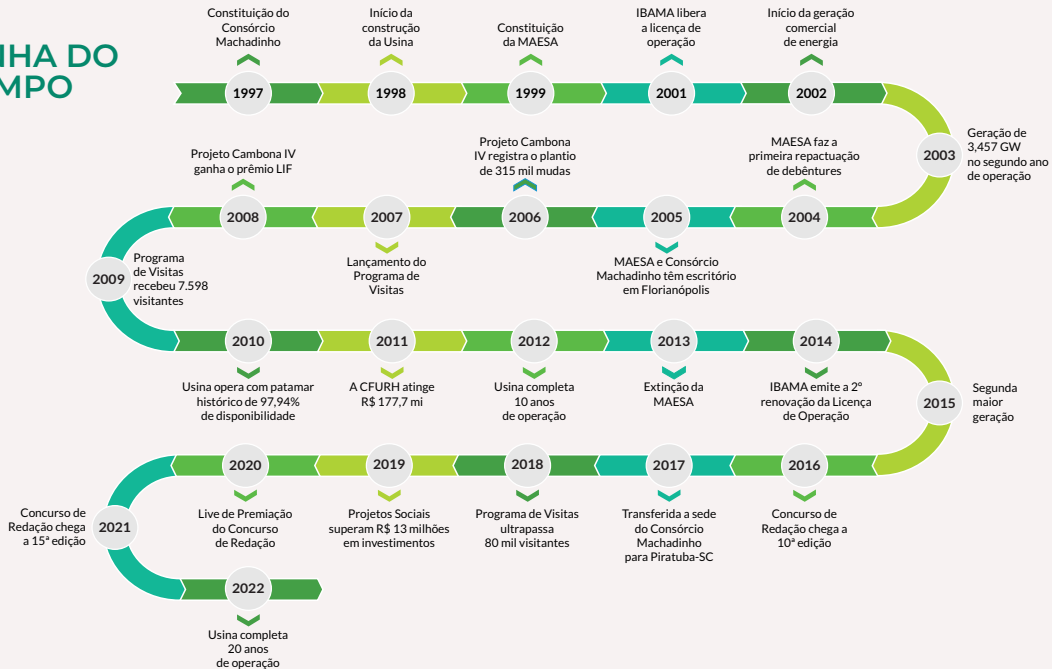 NHA DO
MPO
Constituição do
Consórcio
Machadinho
1997
Início da
construção
da Usina
1998
Constituição
da MAESA
1999
IBAMA libera
a licença de
operação
2001
Início da geração
comercial
de energia
2002
2003
Geração de
3,457 GW
no segundo ano
de operação
MAESA faz a
primeira repactuação
de debêntures
2004
2005
MAESA e Consórcio
Machadinho têm escritório
em Florianópolis
Projeto Cambona
IV registra o plantio
de 315 mil mudas
2006
2007
Lançamento do
Programa de
Visitas
Projeto Cambona IV
ganha o prêmio LIF
2008
2009
Programa
de Visitas
recebeu 7.598
visitantes
2010
Usina opera com patamar
histórico de 97,94%
de disponibilidade
2011
A CFURH atinge
R$ 177,7 mi
2012
Usina completa
10 anos
de operação
2013
Extinção da
MAESA
2014
IBAMA emite a 2°
renovação da Licença
de Operação
2015
Segunda
maior
geração
2016
Concurso de
Redação chega a
10ª edição
2017
Transferida a sede
do Consórcio
Machadinho
para Piratuba-SC
2018
Programa de Visitas
ultrapassa
80 mil visitantes
2019
Projetos Sociais
superam R$ 13 milhões
em investimentos
2020
Live de Premiação
do Concurso
de Redação
2021
Concurso de
Redação chega
a 15ª edição
2022
Usina completa
20 anos
de operação